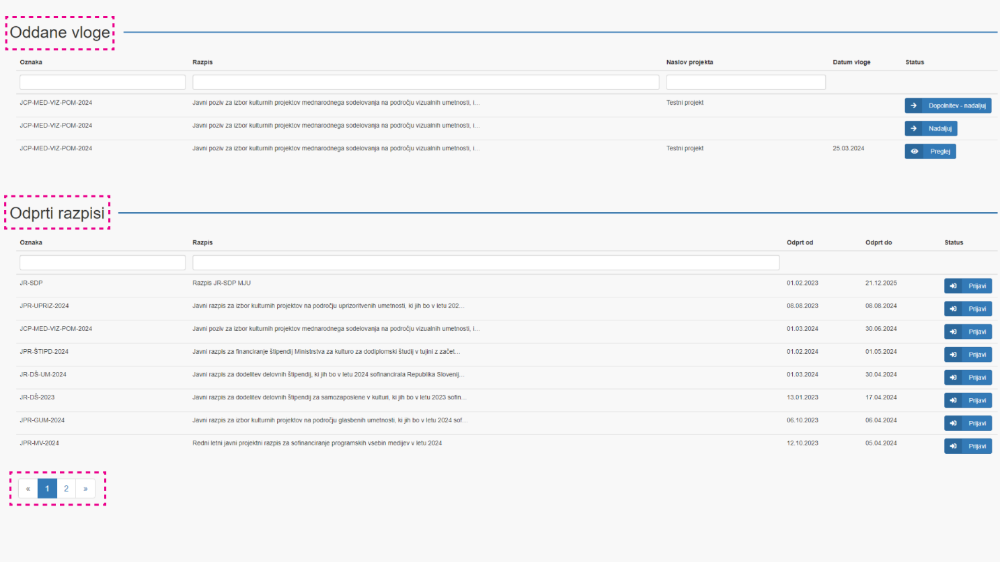 Oddane vloge
Oznaka Razpis Naslov projekta Datum vloge Status
JCP-MED-VIZ-POM-2024 Javni poziv za izbor kulturnih projektov mednarodnega sodelovanja na področju vizualnih umetnosti, i... Testni projekt Dopolnitev - nadaljuj
JCP-MED-VIZ-POM-2024 Javni poziv za izbor kulturnih projektov mednarodnega sodelovanja na področju vizualnih umetnosti, i... Nadaljuj
JCP-MED-VIZ-POM-2024 Javni poziv za izbor kulturnih projektov mednarodnega sodelovanja na področju vizualnih umetnosti, i... Testni projekt 25.03.2024 Preglej
Odprti razpisi
Oznaka Razpis Odprt od Odprt do Status
JR-SDP Razpis JR-SDP MJU 01.02.2023 21.12.2025 Prijavi
JPR-UPRIZ-2024 Javni razpis za izbor kulturnih projektov na področju uprizoritvenih umetnosti, ki jih bo v letu 202... 08.08.2023 08.08.2024 Prijavi
JCP-MED-VIZ-POM-2024 Javni poziv za izbor kulturnih projektov mednarodnega sodelovanja na področju vizualnih umetnosti, i... 01.03.2024 30.06.2024 Prijavi
JPR-ŠTIPD-2024 Javni razpis za financiranje štipendij Ministrstva za kulturo za dodiplomski študij v tujini z začet... 01.02.2024 01.05.2024 Prijavi
JR-DŠ-UM-2024 Javni razpis za dodelitev delovnih štipendij, ki jih bo v letu 2024 sofinancirala Republika Slovenij... 01.03.2024 30.04.2024 Prijavi
JR-DŠ-2023 Javni razpis za dodelitev delovnih štipendij za samozaposlene v kulturi, ki jih bo v letu 2023 sofin... 13.01.2023 17.04.2024 Prijavi
JPR-GUM-2024 Javni razpis za izbor kulturnih projektov na področju glasbenih umetnosti, ki jih bo v letu 2024 sof... 06.10.2023 06.04.2024 Prijavi
JPR-MV-2024 Redni letni javni projektni razpis za sofinanciranje programskih vsebin medijev v letu 2024 12.10.2023 05.04.2024 Prijavi
« 1 2 »